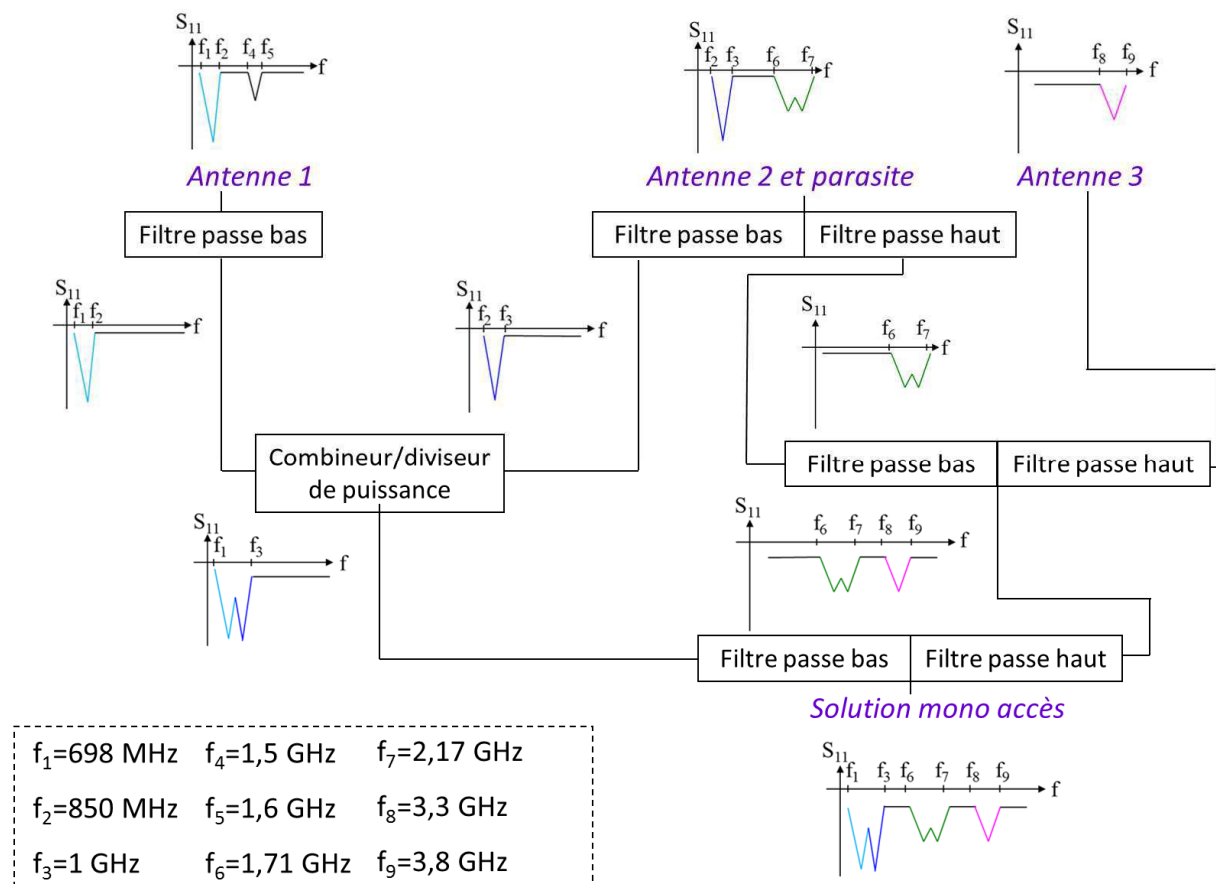 S₁₁
f₁ f₂ f₄ f₅
f
Antenne 1
S₁₁
f₂ f₃ f₆ f₇
f
Antenne 2 et parasite
S₁₁
f₈ f₉
f
Antenne 3
Filtre passe bas
Filtre passe bas
Filtre passe haut
S₁₁
f₁ f₂
f
S₁₁
f₂ f₃
f
S₁₁
f₆ f₇
f
Combineur/diviseur
de puissance
Filtre passe bas
Filtre passe haut
S₁₁
f₁ f₃
f
S₁₁
f₆ f₇ f₈ f₉
f
Filtre passe bas
Filtre passe haut
Solution mono accès
S₁₁
f₁ f₃ f₆ f₇ f₈ f₉
f
f₁=698 MHz f₄=1,5 GHz f₇=2,17 GHz
f₂=850 MHz f₅=1,6 GHz f₈=3,3 GHz
f₃=1 GHz f₆=1,71 GHz f₉=3,8 GHz